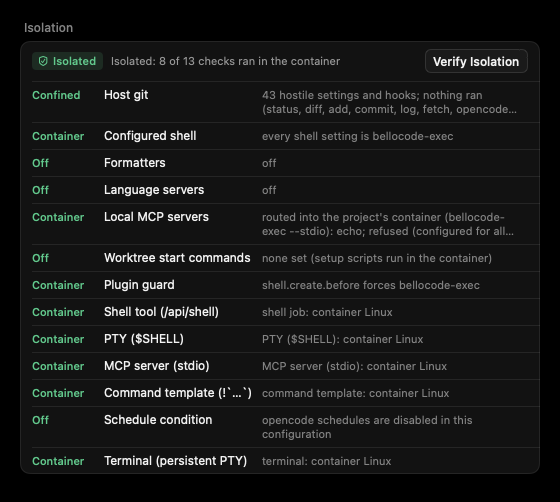 Isolation
Isolated Isolated: 8 of 13 checks ran in the container Verify Isolation
Confined Host git 43 hostile settings and hooks; nothing ran
(status, diff, add, commit, log, fetch, opencode...
Container Configured shell every shell setting is bellocode-exec
Off Formatters off
Off Language servers off
Container Local MCP servers routed into the project's container (bellocode-
exec --stdio): echo; refused (configured for all...
Off Worktree start commands none set (setup scripts run in the container)
Container Plugin guard shell.create.before forces bellocode-exec
Container Shell tool (/api/shell) shell job: container Linux
Container PTY ($SHELL) PTY ($SHELL): container Linux
Container MCP server (stdio) MCP server (stdio): container Linux
Container Command template (!`...`) command template: container Linux
Off Schedule condition opencode schedules are disabled in this
configuration
Container Terminal (persistent PTY) terminal: container Linux